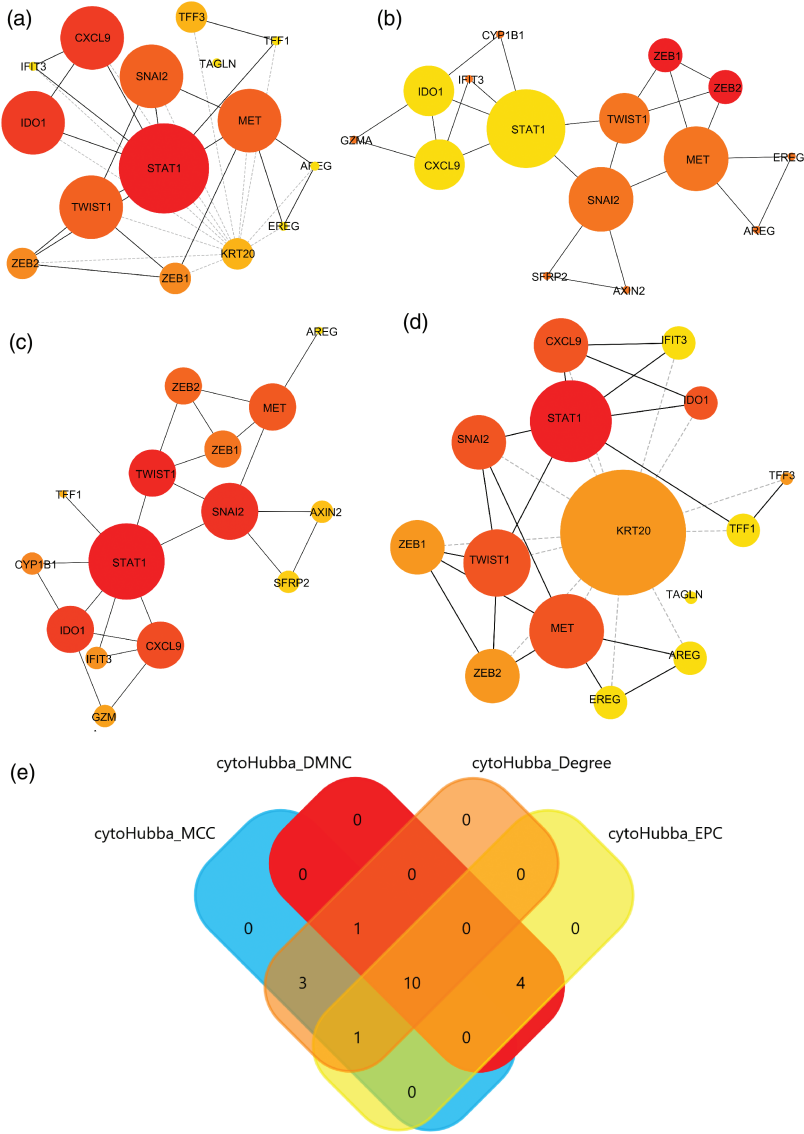 (a)
TFF3
CXCL9
TFF1
IFIT3
TAGLN
SNAI2
IDO1
MET
STAT1
AREG
TWIST1
EREG
KRT20
ZEB2
ZEB1
(b)
CYP1B1
ZEB1
IFIT3
IDO1
ZEB2
STAT1
TWIST1
GZMA
CXCL9
MET
EREG
SNAI2
AREG
SFRP2
AXIN2
(c)
AREG
ZEB2
MET
ZEB1
TWIST1
TFF1
SNAI2
AXIN2
STAT1
CYP1B1
SFRP2
IDO1
CXCL9
IFIT3
GZM
(d)
CXCL9
IFIT3
IDO1
STAT1
SNAI2
TFF3
KRT20
TFF1
ZEB1
TWIST1
TAGLN
MET
AREG
ZEB2
EREG
(e)
cytoHubba_DMNC
cytoHubba_Degree
cytoHubba_MCC
cytoHubba_EPC
0 0
0 0 0
0 1 0 0
3 10 4
1 0
0